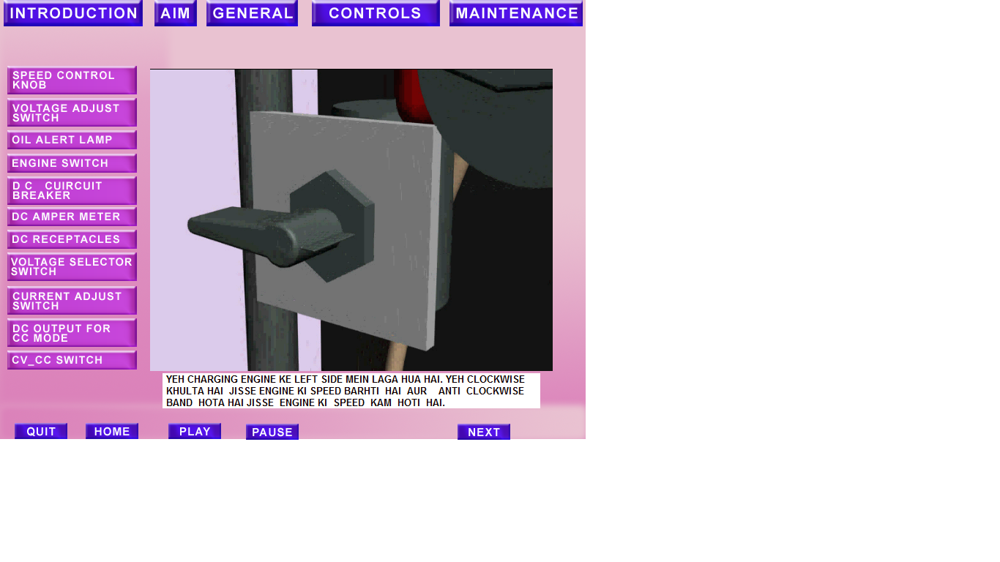 INTRODUCTION AIM GENERAL CONTROLS MAINTENANCE
SPEED CONTROL
KNOB
VOLTAGE ADJUST
SWITCH
OIL ALERT LAMP
ENGINE SWITCH
D C CUIRCUIT
BREAKER
DC AMPER METER
DC RECEPTACLES
VOLTAGE SELECTOR
SWITCH
CURRENT ADJUST
SWITCH
DC OUTPUT FOR
CC MODE
CV_CC SWITCH
YEH CHARGING ENGINE KE LEFT SIDE MEIN LAGA HUA HAI. YEH CLOCKWISE
KHULTA HAI JISSE ENGINE KI SPEED BARHTI HAI AUR ANTI CLOCKWISE
BAND HOTA HAI JISSE ENGINE KI SPEED KAM HOTI HAI.
QUIT HOME PLAY PAUSE NEXT